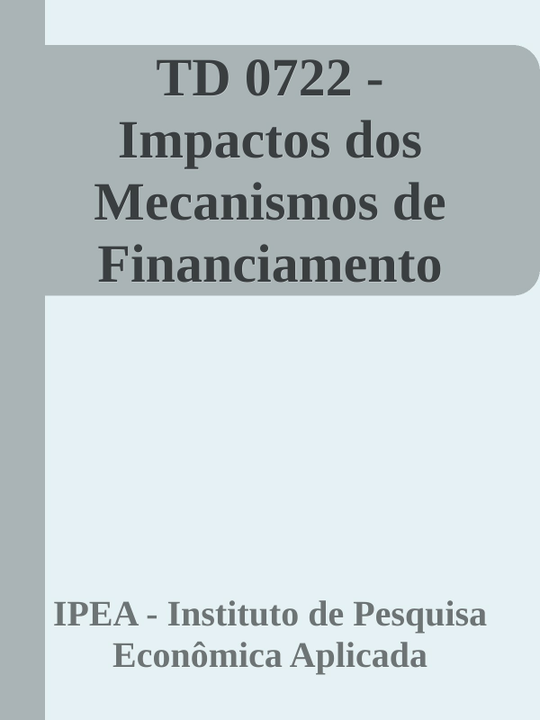 TD 0722 -
Impactos dos
Mecanismos de
Financiamento
IPEA - Instituto de Pesquisa
Econômica Aplicada